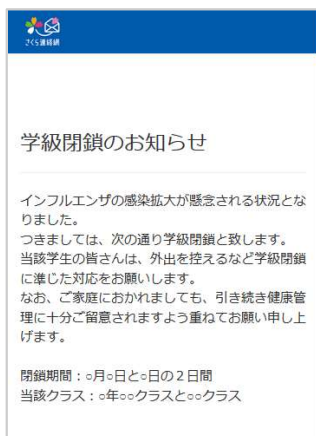 さくら連絡網
学級閉鎖のお知らせ
インフルエンザの感染拡大が懸念される状況とな
りました。
つきましては、次の通り学級閉鎖と致します。
当該学生の皆さんは、外出を控えるなど学級閉鎖
に準じた対応をお願いします。
なお、ご家庭におかれましても、引き続き健康管
理に十分ご留意されますよう重ねてお願い申し上
げます。
閉鎖期間：○月○日と○日の２日間
当該クラス：○年○○クラスと○○クラス